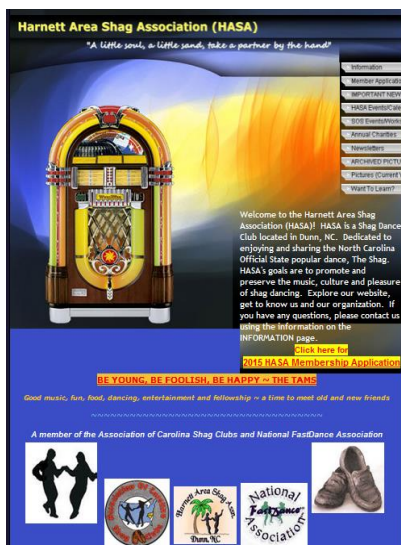 Harnett Area Shag Association (HASA)
"A little soul, a little sand, take a partner by the hand"
Information
Member Applicatio
IMPORTANT NEW
HASA Events/Cale
SOS Events/Works
Annual Charities
Newsletters
ARCHIVED PICTU
Pictures (Current Y
Want To Learn?
Welcome to the Harnett Area Shag
Association (HASA)! HASA is a Shag Dance
Club located in Dunn, NC. Dedicated to
enjoying and sharing the North Carolina
Official State popular dance, The Shag.
HASA's goals are to promote and
preserve the music, culture and pleasure
of shag dancing. Explore our website,
get to know us and our organization. If
you have any questions, please contact us
using the information on the
INFORMATION page.
Click here for
2015 HASA Membership Application
BE YOUNG, BE FOOLISH, BE HAPPY ~ THE TAMS
Good music, fun, food, dancing, entertainment and fellowship ~ a time to meet old and new friends
A member of the Association of Carolina Shag Clubs and National FastDance Association
Harnett Area Shag Assoc.
Dunn, NC
National
FastDance
Association